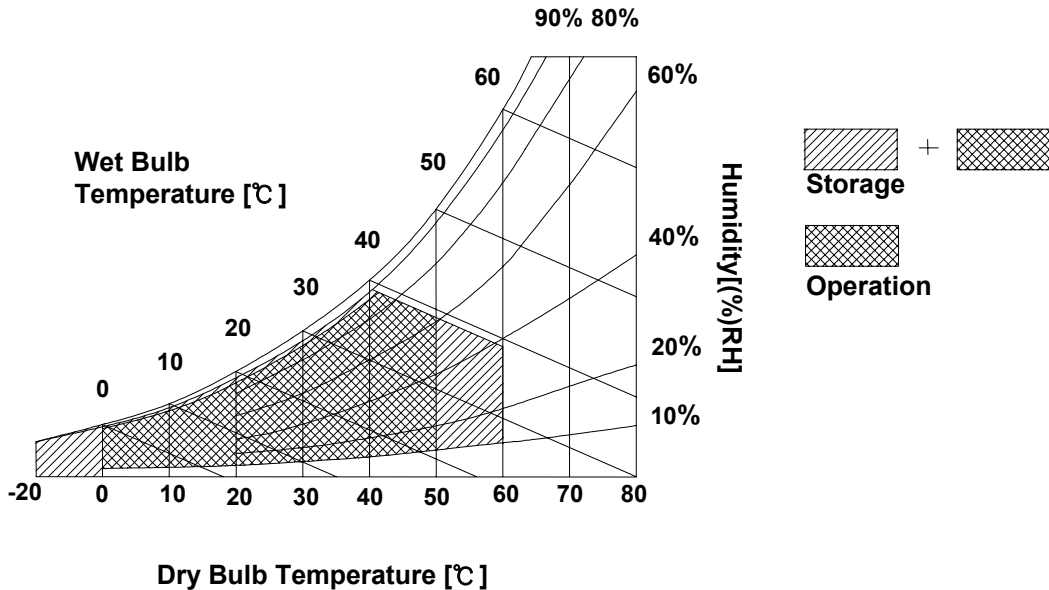 90% 80%
60
60%
50
Wet Bulb
Temperature [℃ ]
+
Storage
Humidity[(%)RH]
40
40%
30
Operation
20
20%
10
0
10%
-20 0 10 20 30 40 50 60 70 80
Dry Bulb Temperature [℃ ]